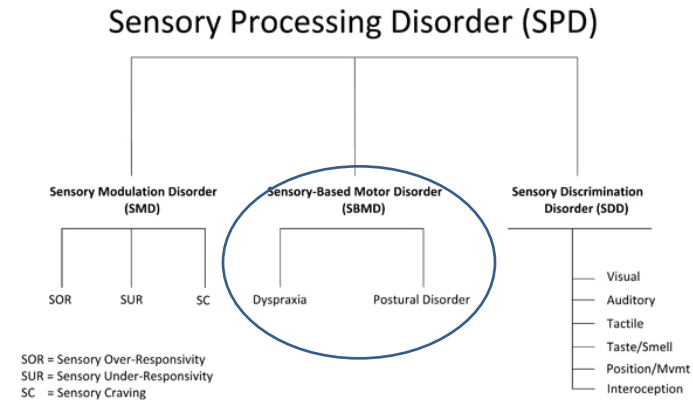 Sensory Processing Disorder (SPD)
Sensory Modulation Disorder
(SMD)
Sensory-Based Motor Disorder
(SBMD)
Sensory Discrimination
Disorder (SDD)
SOR
SUR
SC
Dyspraxia
Postural Disorder
Visual
Auditory
Tactile
Taste/Smell
Position/Mvmt
Interoception
SOR = Sensory Over-Responsivity
SUR = Sensory Under-Responsivity
SC = Sensory Craving